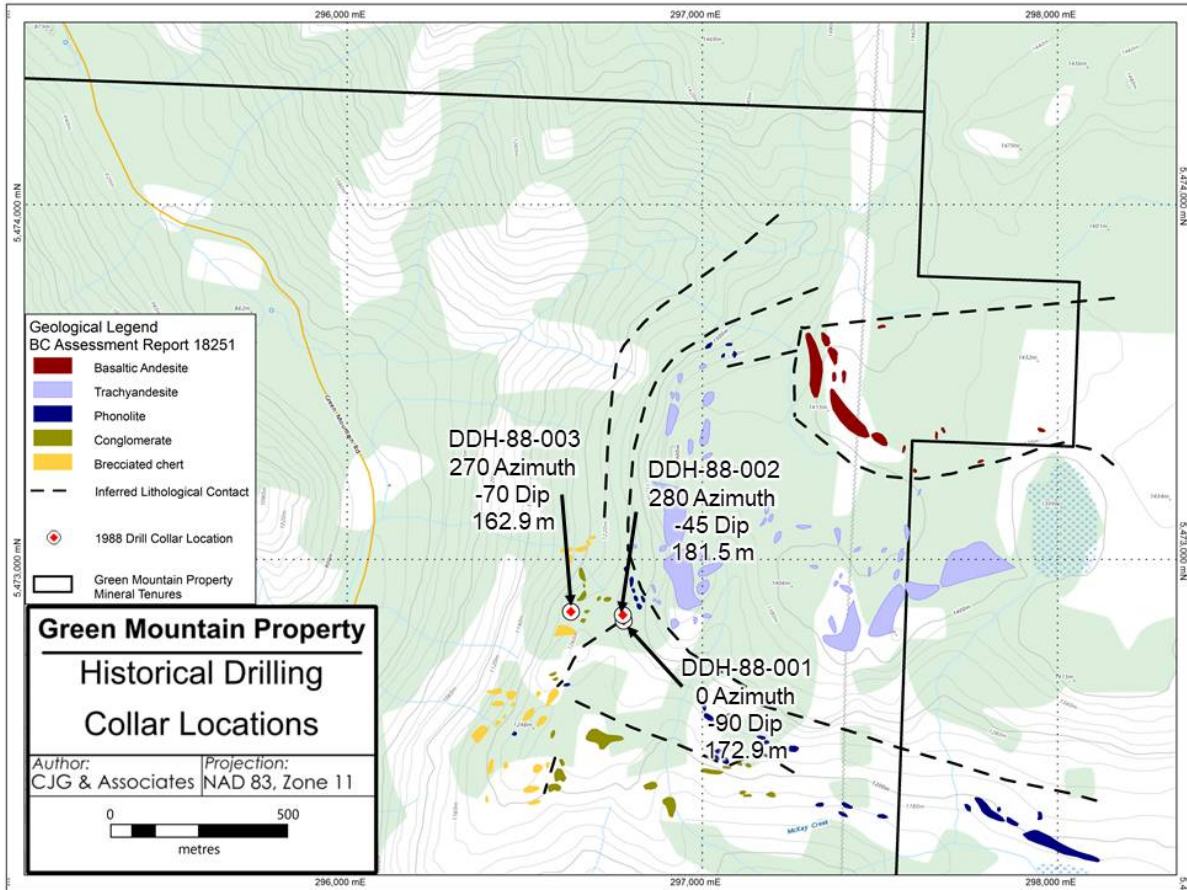 296,000 mE
297,000 mE
298,000 mE
5,474,000 mN
5,474,000 mN
Green Mountain Rd
Geological Legend
BC Assessment Report 18251
Basaltic Andesite
Trachyandesite
Phonolite
Conglomerate
Brecciated chert
Inferred Lithological Contact
1988 Drill Collar Location
Green Mountain Property
Mineral Tenures
DDH-88-003
270 Azimuth
-70 Dip
162.9 m
DDH-88-002
280 Azimuth
-45 Dip
181.5 m
5,473,000 mN
5,473,000 mN
DDH-88-001
0 Azimuth
-90 Dip
172.9 m
McKay Creek
Green Mountain Property
Historical Drilling
Collar Locations
Author:
CJG & Associates
Projection:
NAD 83, Zone 11
0 500
metres
296,000 mE
297,000 mE
298,000 mE